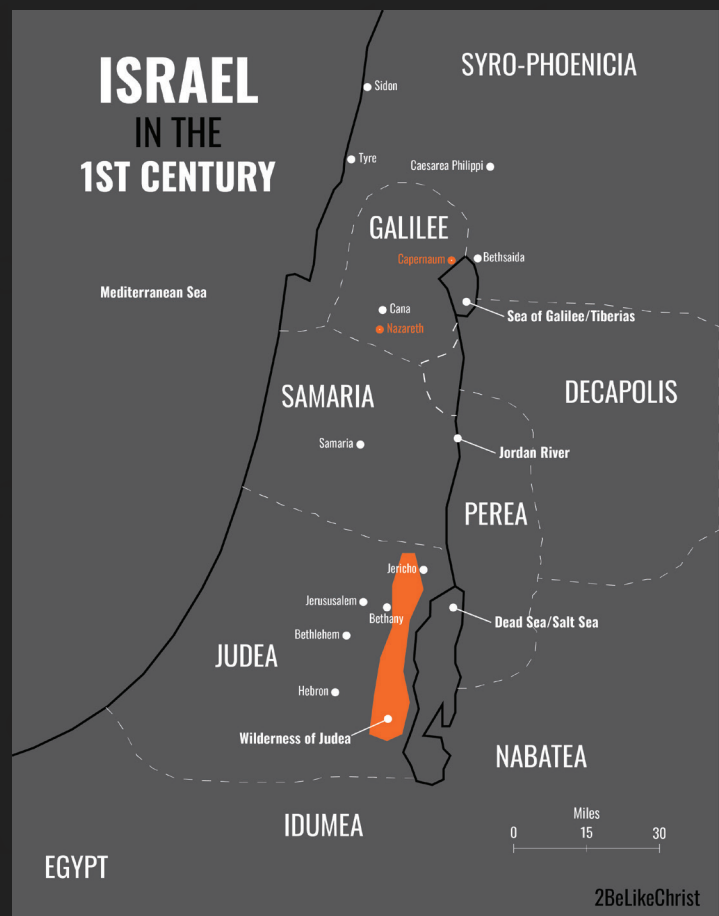 ISRAEL
IN THE
1ST CENTURY
SYRO-PHOENICIA
Sidon
Tyre
Caesarea Philippi
GALILEE
Capernaum
Bethsaida
Mediterranean Sea
Cana
Sea of Galilee/Tiberias
Nazareth
SAMARIA
DECAPOLIS
Samaria
Jordan River
PEREA
Jericho
Jerususalem
Bethany
Dead Sea/Salt Sea
Bethlehem
JUDEA
Hebron
Wilderness of Judea
NABATEA
IDUMEA
Miles
0 15 30
EGYPT
2BeLikeChrist